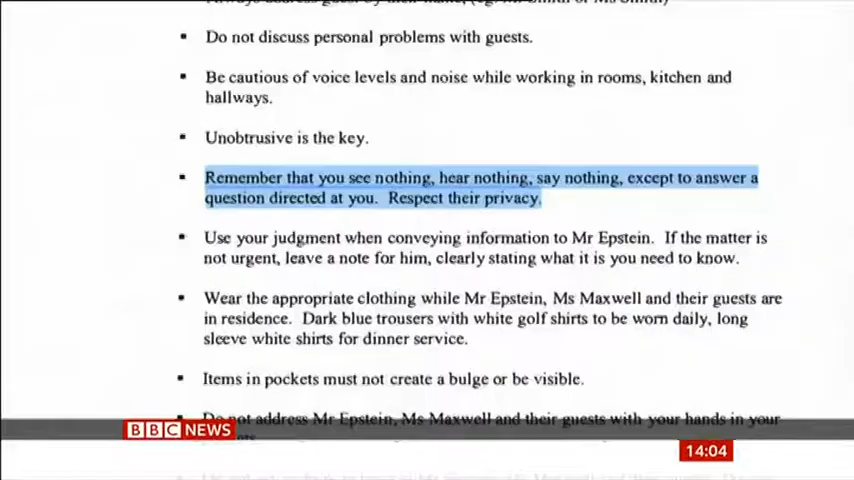 ▪ Do not discuss personal problems with guests.
▪ Be cautious of voice levels and noise while working in rooms, kitchen and
hallways.
▪ Unobtrusive is the key.
▪ Remember that you see nothing, hear nothing, say nothing, except to answer a
question directed at you.  Respect their privacy.
▪ Use your judgment when conveying information to Mr Epstein.  If the matter is
not urgent, leave a note for him, clearly stating what it is you need to know.
▪ Wear the appropriate clothing while Mr Epstein, Ms Maxwell and their guests are
in residence.  Dark blue trousers with white golf shirts to be worn daily, long
sleeve white shirts for dinner service.
▪ Items in pockets must not create a bulge or be visible.
▪ Do not address Mr Epstein, Ms Maxwell and their guests with your hands in your
BBC NEWS
14:04